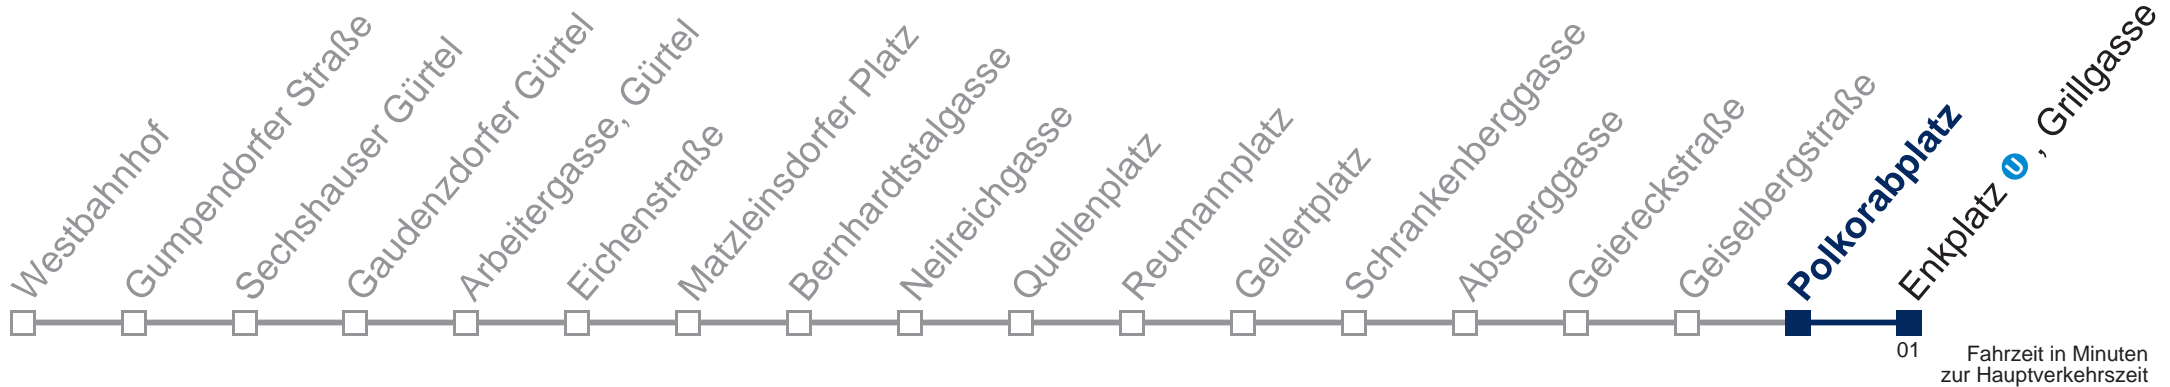 Westbahnhof
Gumpendorfer Straße
Sechshauser Gürtel
Gaudenzdorfer Gürtel
Arbeitergasse, Gürtel
Eichenstraße
Matzleinsdorfer Platz
Bernhardtstalgasse
Neilreichgasse
Quellenplatz
Reumannplatz
Gellertplatz
Schrankenberggasse
Absberggasse
Geiereckstraße
Geiselbergstraße
Polkorabplatz
Enkplatz U , Grillgasse
01
Fahrzeit in Minuten
zur Hauptverkehrszeit